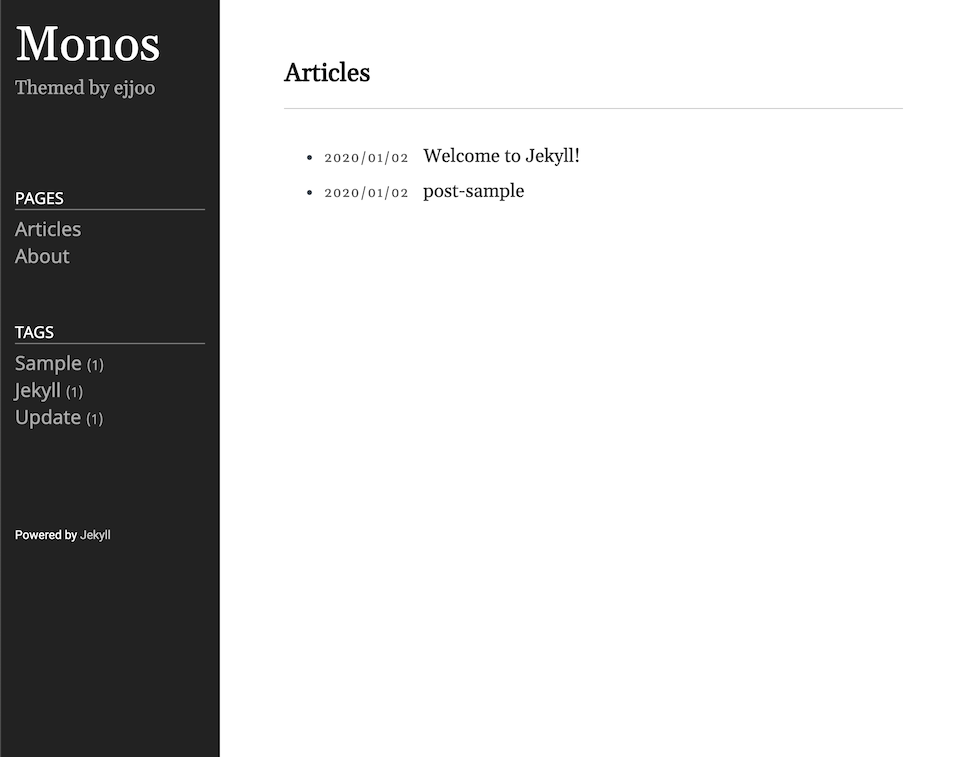 Monos
Themed by ejjoo
PAGES
Articles
About
TAGS
Sample (1)
Jekyll (1)
Update (1)
Powered by Jekyll
Articles
• 2020/01/02 Welcome to Jekyll!
• 2020/01/02 post-sample